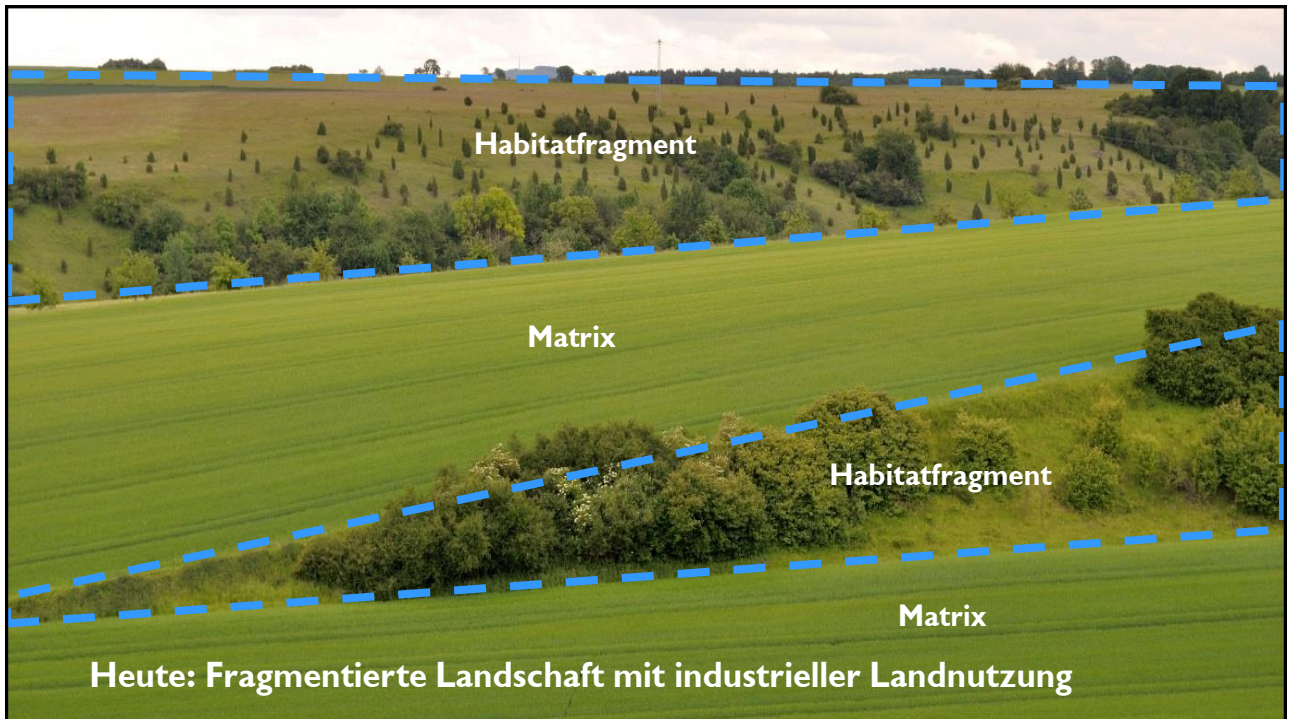 Habitatfragment
Matrix
Habitatfragment
Matrix
Heute: Fragmentierte Landschaft mit industrieller Landnutzung